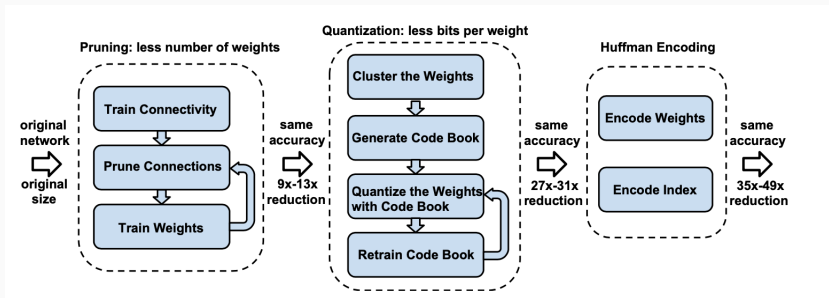 original
network
original
size
Pruning: less number of weights
Train Connectivity
Prune Connections
Train Weights
same
accuracy
9x-13x
reduction
Quantization: less bits per weight
Cluster the Weights
Generate Code Book
Quantize the Weights
with Code Book
Retrain Code Book
same
accuracy
27x-31x
reduction
Huffman Encoding
Encode Weights
Encode Index
same
accuracy
35x-49x
reduction